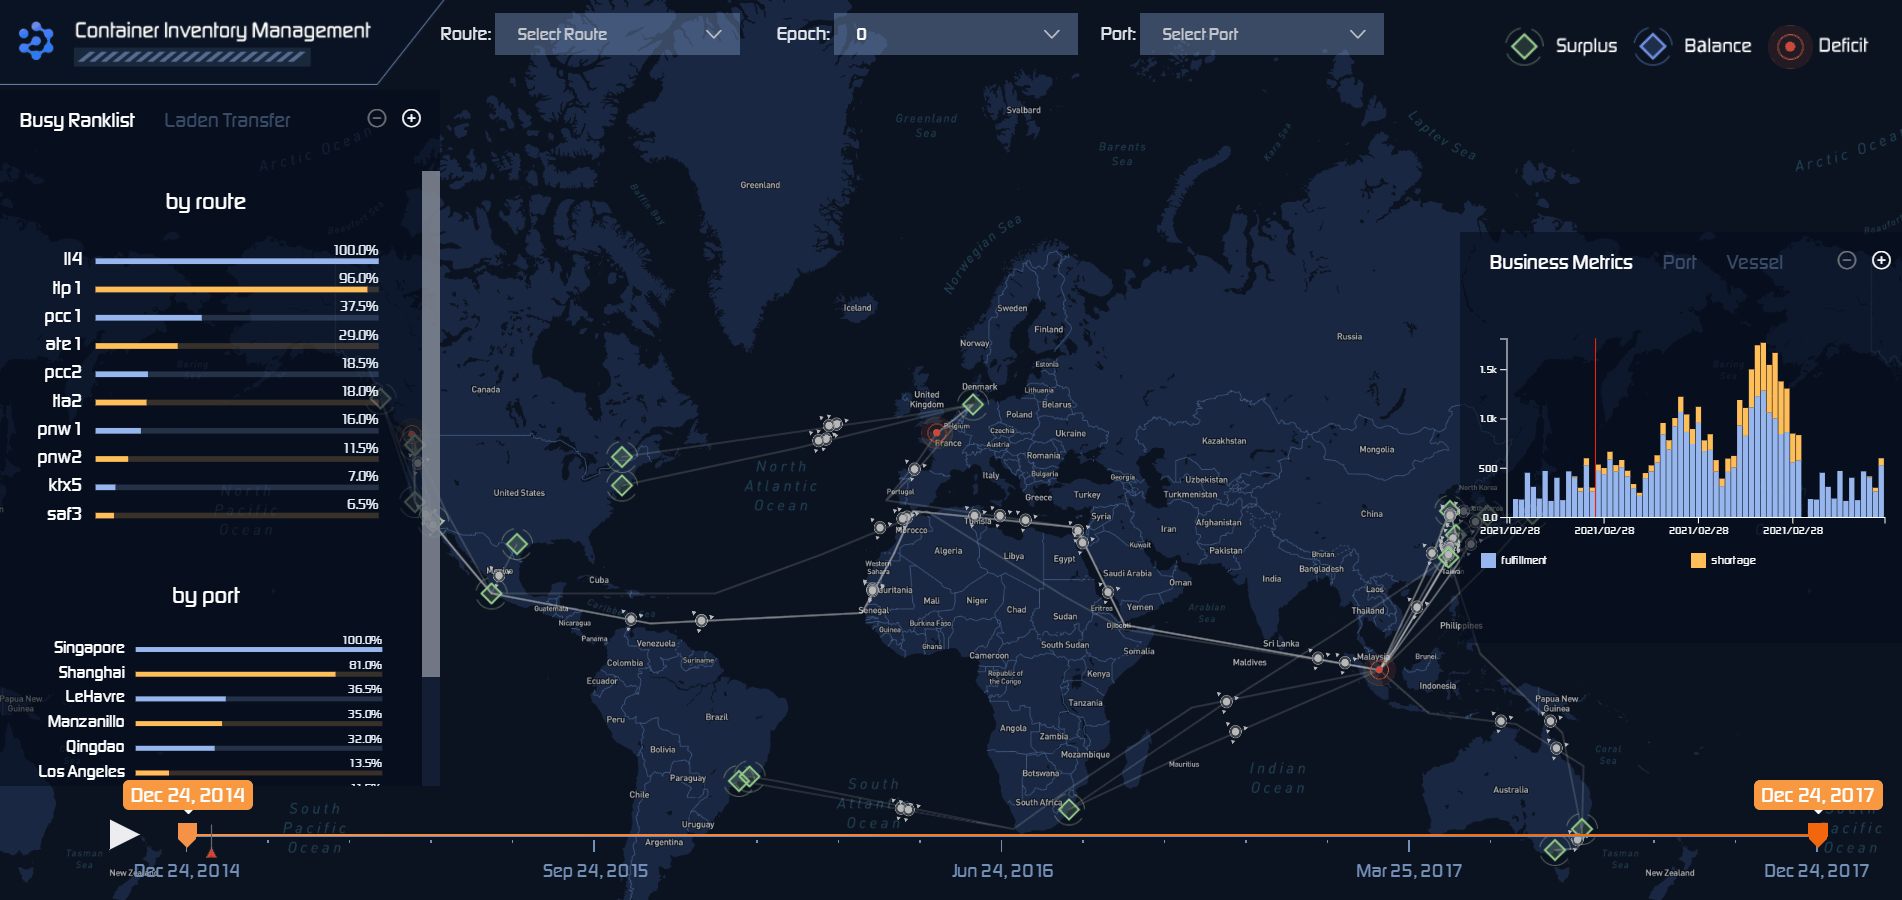 Container Inventory Management
Route: Select Route
Epoch: 0
Port: Select Port
Surplus
Balance
Deficit
Busy Ranklist
Laden Transfer
by route
100.0%
96.0%
pcc 1 37.5%
ate 1 29.0%
pcc2 18.5%
18.0%
pnw 1 16.0%
pnw2 11.5%
ktx5 7.0%
saf3 6.5%
by port
Singapore 100.0%
Shanghai 81.0%
LeHavre 36.5%
Manzanillo 35.0%
Qingdao 32.0%
Los Angeles 13.5%
Business Metrics
Port
Vessel
1.5k
1.0k
500
0.0
2021/02/28
2021/02/28
2021/02/28
2021/02/28
fulfillment
shortage
Arctic Ocean
Greenland
Sea
Svalbard
Barents
Sea
Kara Sea
Laptev Sea
Baffin Bay
Greenland
Norwegian Sea
Iceland
Sweden
Finland
Norway
Russia
Estonia
Denmark
Lithuania
United
Kingdom
Belarus
Poland
Belgium
Czechia
Ukraine
France
Austria
Romania
Kazakhstan
Mongolia
Canada
Italy
Bulgaria
Georgia
Uzbekistan
Portugal
Greece
Turkey
Turkmenistan
North Korea
United States
North
Atlantic
Ocean
North
Pacific
Ocean
Tunisia
Syria
China
Morocco
Iran
Afghanistan
Algeria
Libya
Egypt
Kuwait
Pakistan
Bhutan
Bangladesh
Western
Sahara
Saudi Arabia
India
Oman
Taiwan
Mexico
Cuba
Mali
Niger
Chad
Sudan
Eritrea
Yemen
Arabian
Sea
Laos
Thailand
Guatemala
Nicaragua
Senegal
Guinea
Burkina Faso
Djibouti
Philippines
Panama
Venezuela
Ghana
Cameroon
South Sudan
Somalia
Sri Lanka
Maldives
Malaysia
Brunei
Colombia
Suriname
Ecuador
Republic of
the Congo
Kenya
Indonesia
Papua New
Guinea
Papua New
Guinea
Peru
Brazil
Tanzania
Angola
Zambia
Bolivia
Mozambique
Mauritius
Coral
Sea
Paraguay
Botswana
Indian
Ocean
Australia
Chile
South Africa
South
Atlantic
Ocean
Uruguay
Argentina
South
Pacific
Ocean
Tasman
Sea
Tasman
Sea
New Zealand
Dec 24, 2014
Dec 24, 2017
Dec 24, 2014
Sep 24, 2015
Jun 24, 2016
Mar 25, 2017
Dec 24, 2017